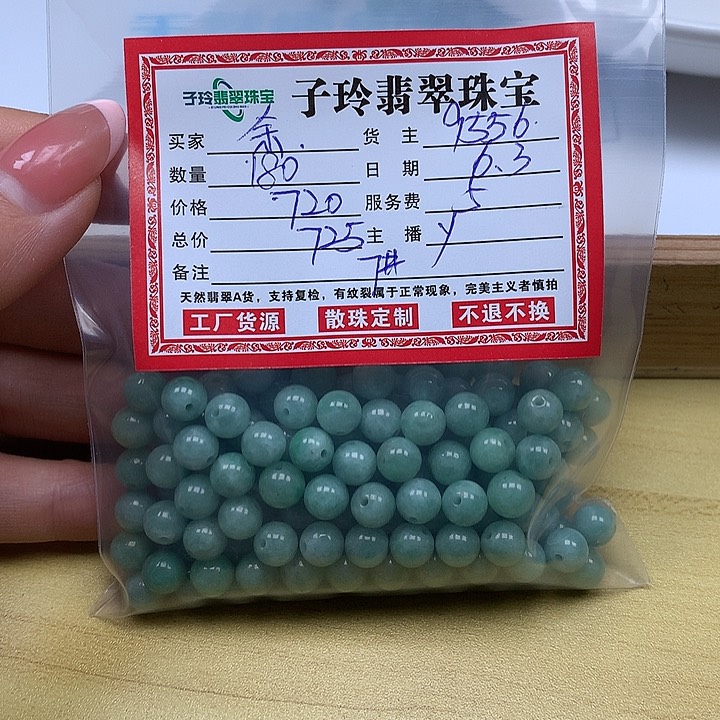 子玲翡翠珠宝 子玲翡翠珠宝
买家 余 货主 9556
数量 180 日期 6.3
价格 720 服务费 5
总价 725 主播 y
备注 7#
天然翡翠A货，支持复检，有纹裂属于正常现象，完美主义者慎拍
工厂货源 散珠定制 不退不换